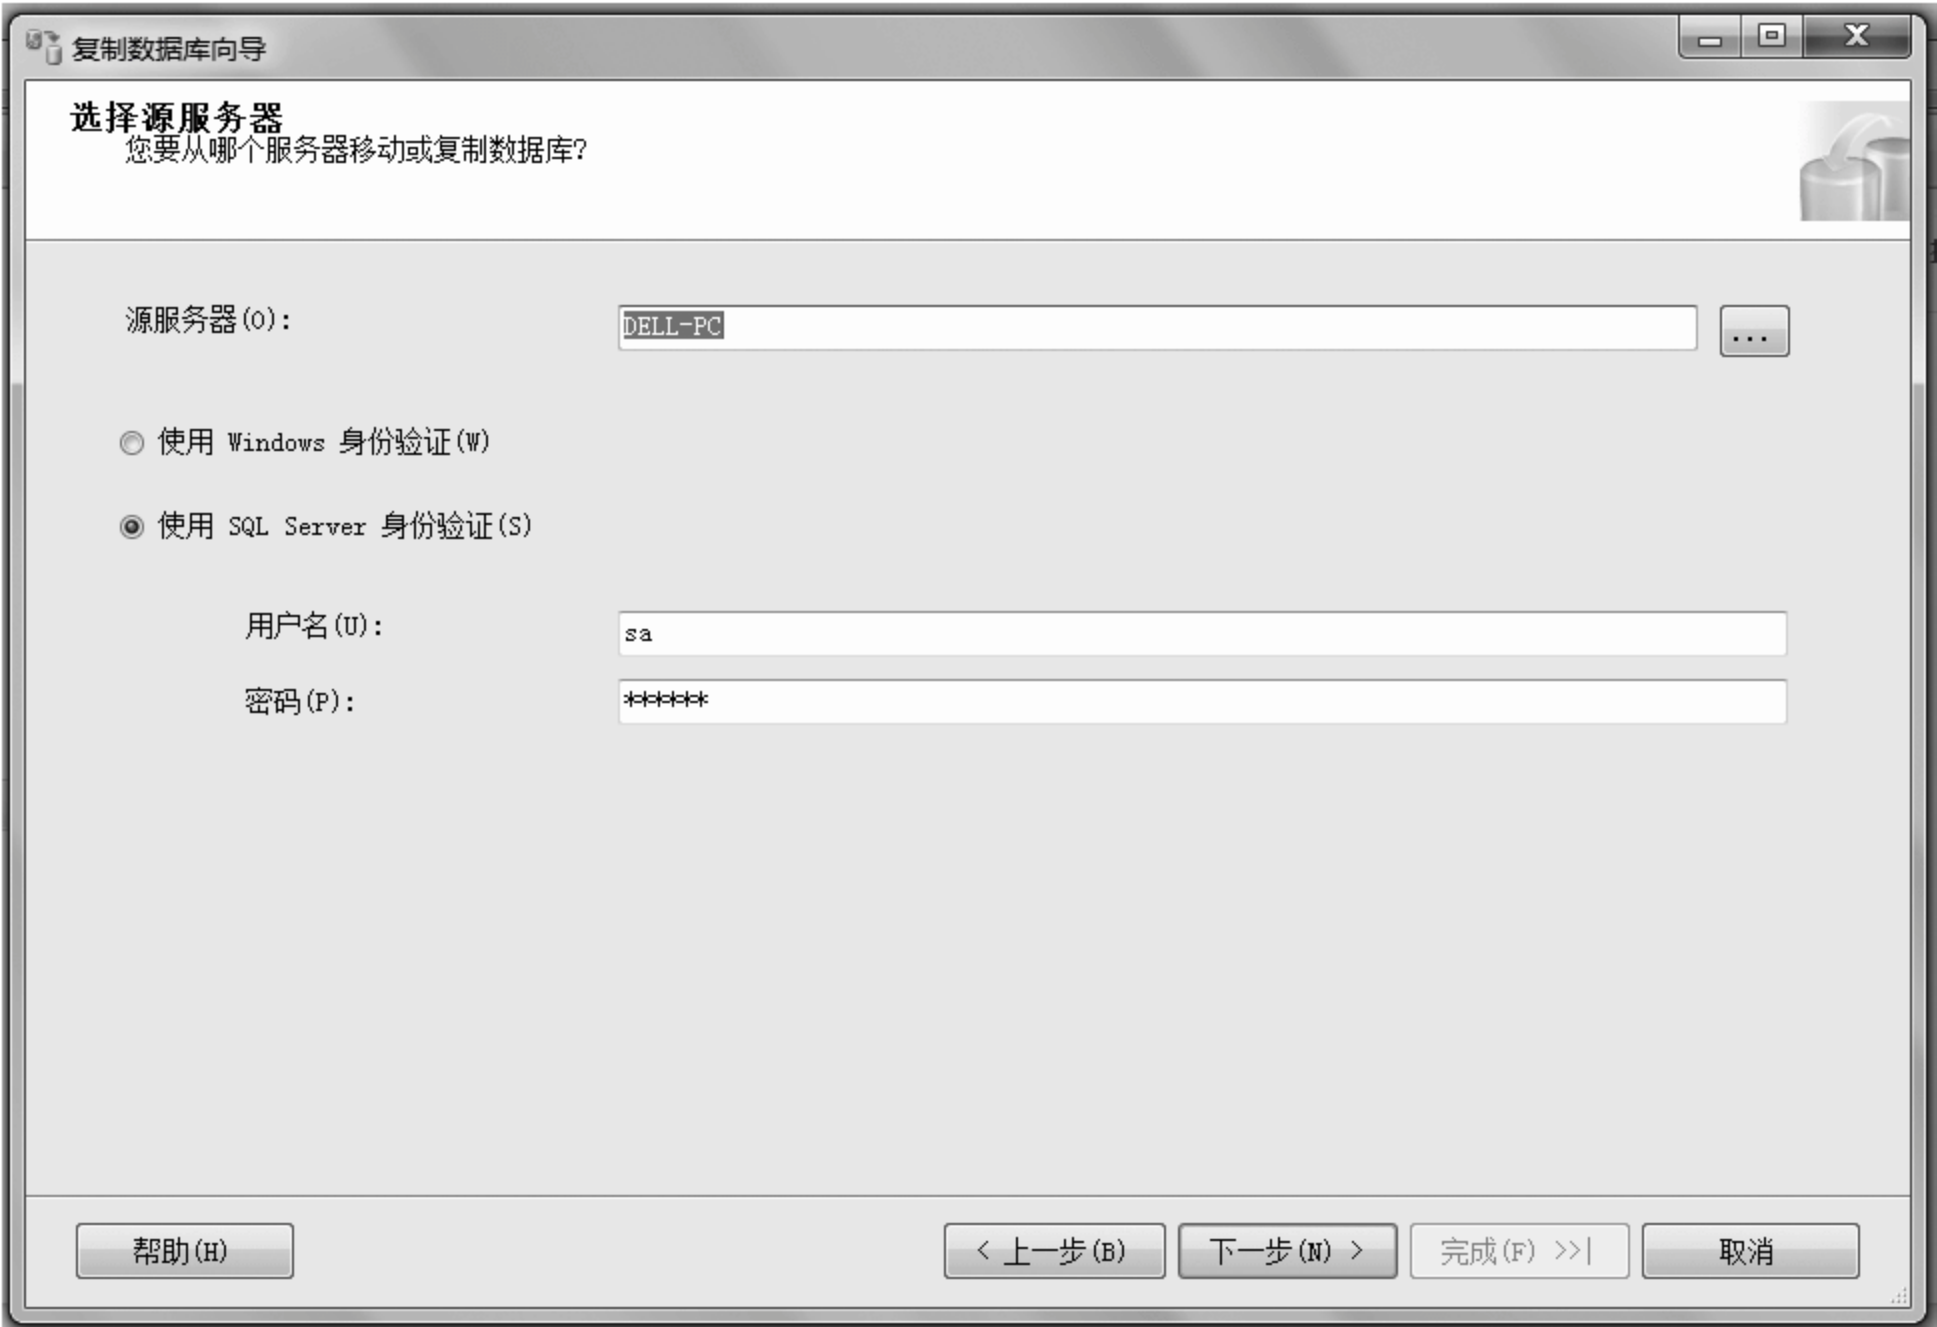 复制数据库向导
选择源服务器
您要从哪个服务器移动或复制数据库?
源服务器(O):
DELL-PC
...
使用 Windows 身份验证(W)
使用 SQL Server 身份验证(S)
用户名(U):
sa
密码(P):
******
帮助(H)
< 上一步(B)
下一步(N) >
完成(F) >>|
取消